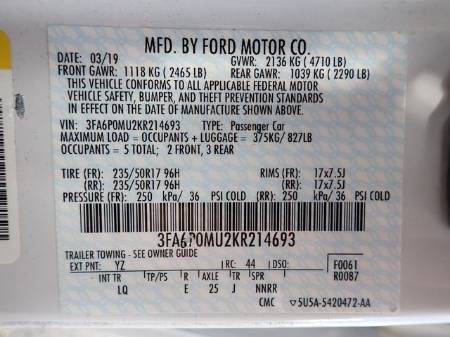 MFD. BY FORD MOTOR CO.
DATE: 03/19 GVWR: 2136 KG ( 4710 LB)
FRONT GAWR: 1118 KG ( 2465 LB) REAR GAWR: 1039 KG ( 2290 LB)
THIS VEHICLE CONFORMS TO ALL APPLICABLE FEDERAL MOTOR
VEHICLE SAFETY, BUMPER, AND THEFT PREVENTION STANDARDS
IN EFFECT ON THE DATE OF MANUFACTURE SHOWN ABOVE.
VIN: 3FA6P0MU2KR214693 TYPE: Passenger Car
MAXIMUM LOAD = OCCUPANTS + LUGGAGE = 375KG/ 827LB
OCCUPANTS = 5 TOTAL; 2 FRONT, 3 REAR
TIRE (FR): 235/50R17 96H RIMS (FR): 17x7.5J
(RR): 235/50R17 96H (RR): 17x7.5J
PRESSURE (FR): 250 kPa/ 36 PSI COLD (RR): 250 kPa/ 36 PSI COLD
3FA6P0MU2KR214693
TRAILER TOWING - SEE OWNER GUIDE
EXT PNT: YZ RC: 44 DSO: F0061
R0087
INT TR TP/PS R AXLE TR SPR
LQ E 25 J NNRR
CMC 5U5A-5420472-AA